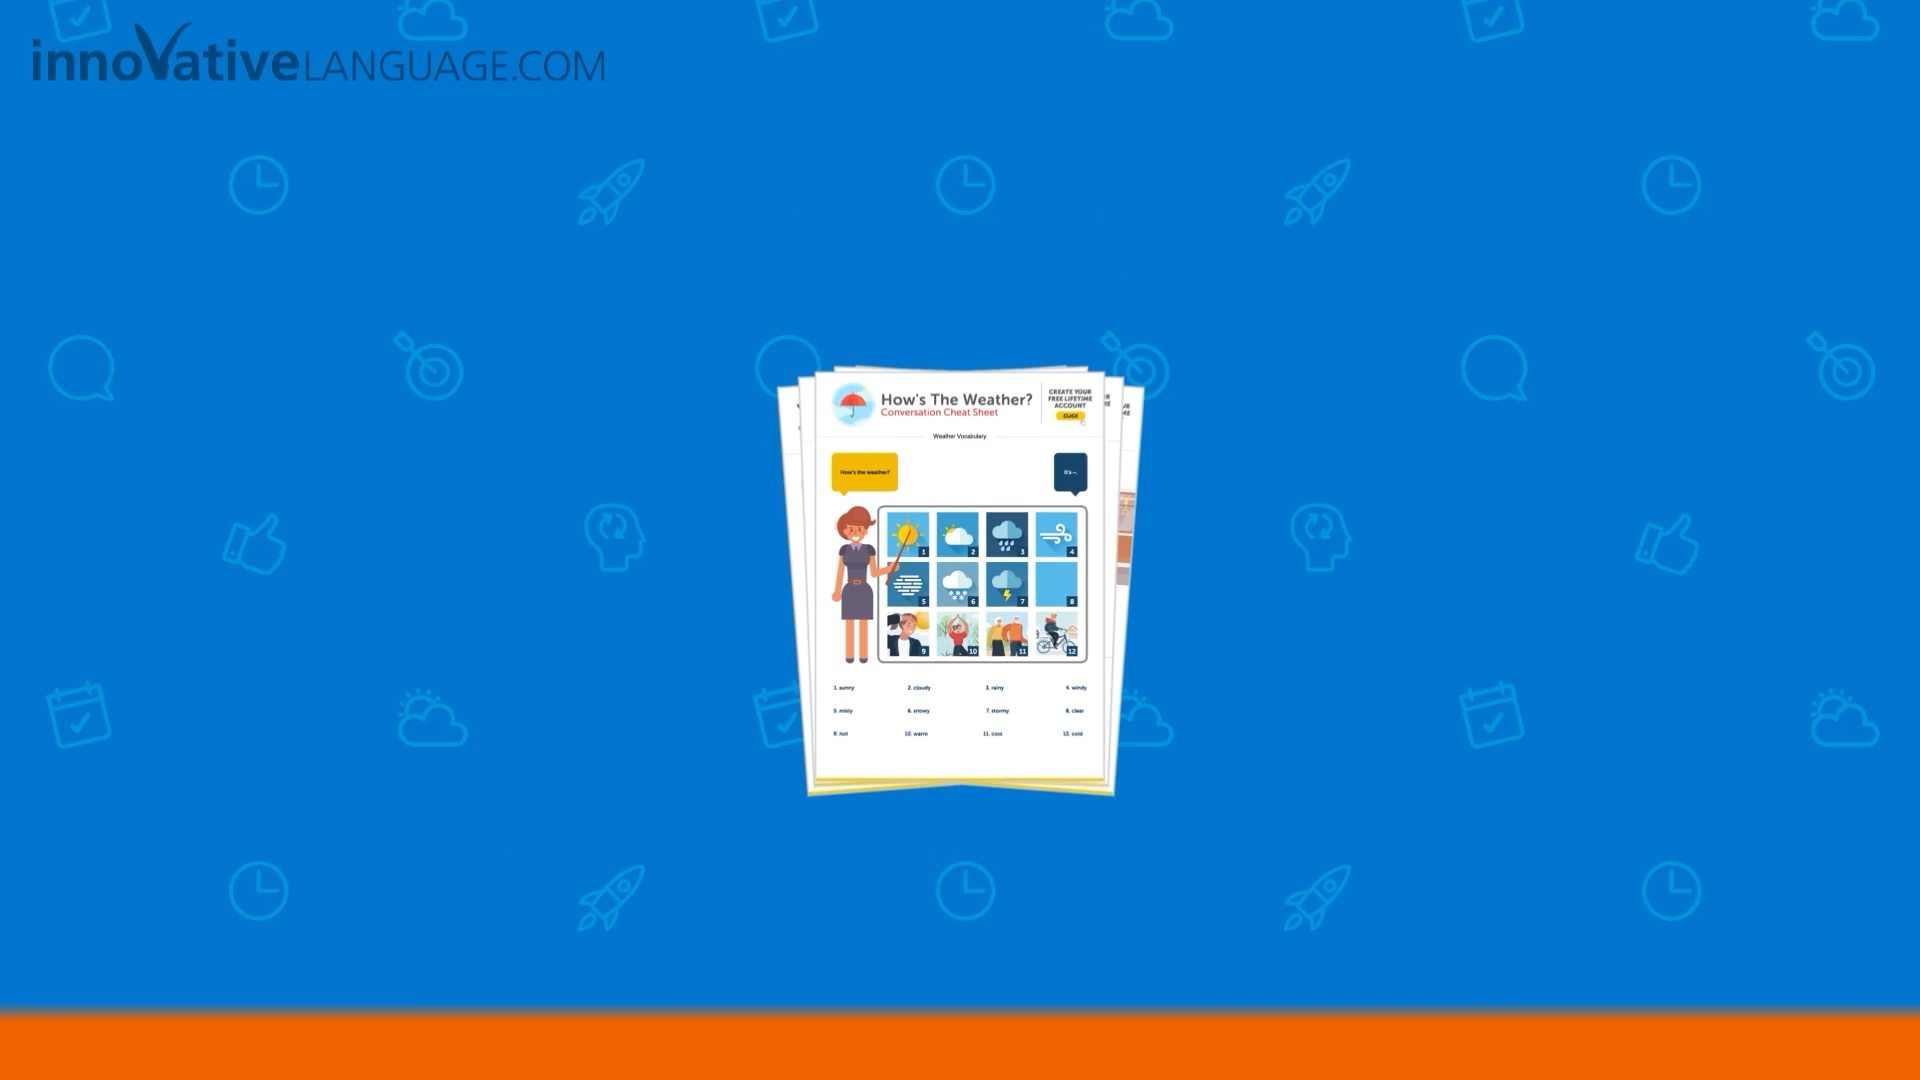 innoVativeLANGUAGE.COM
How's The Weather?
Conversation Cheat Sheet
CREATE YOUR
FREE LIFETIME
ACCOUNT
CLICK
Weather Vocabulary
How's the weather?
It's ~.
1
2
3
4
5
6
7
8
9
10
11
12
1. sunny
2. cloudy
3. rainy
4. windy
5. misty
6. snowy
7. stormy
8. clear
9. hot
10. warm
11. cool
12. cold